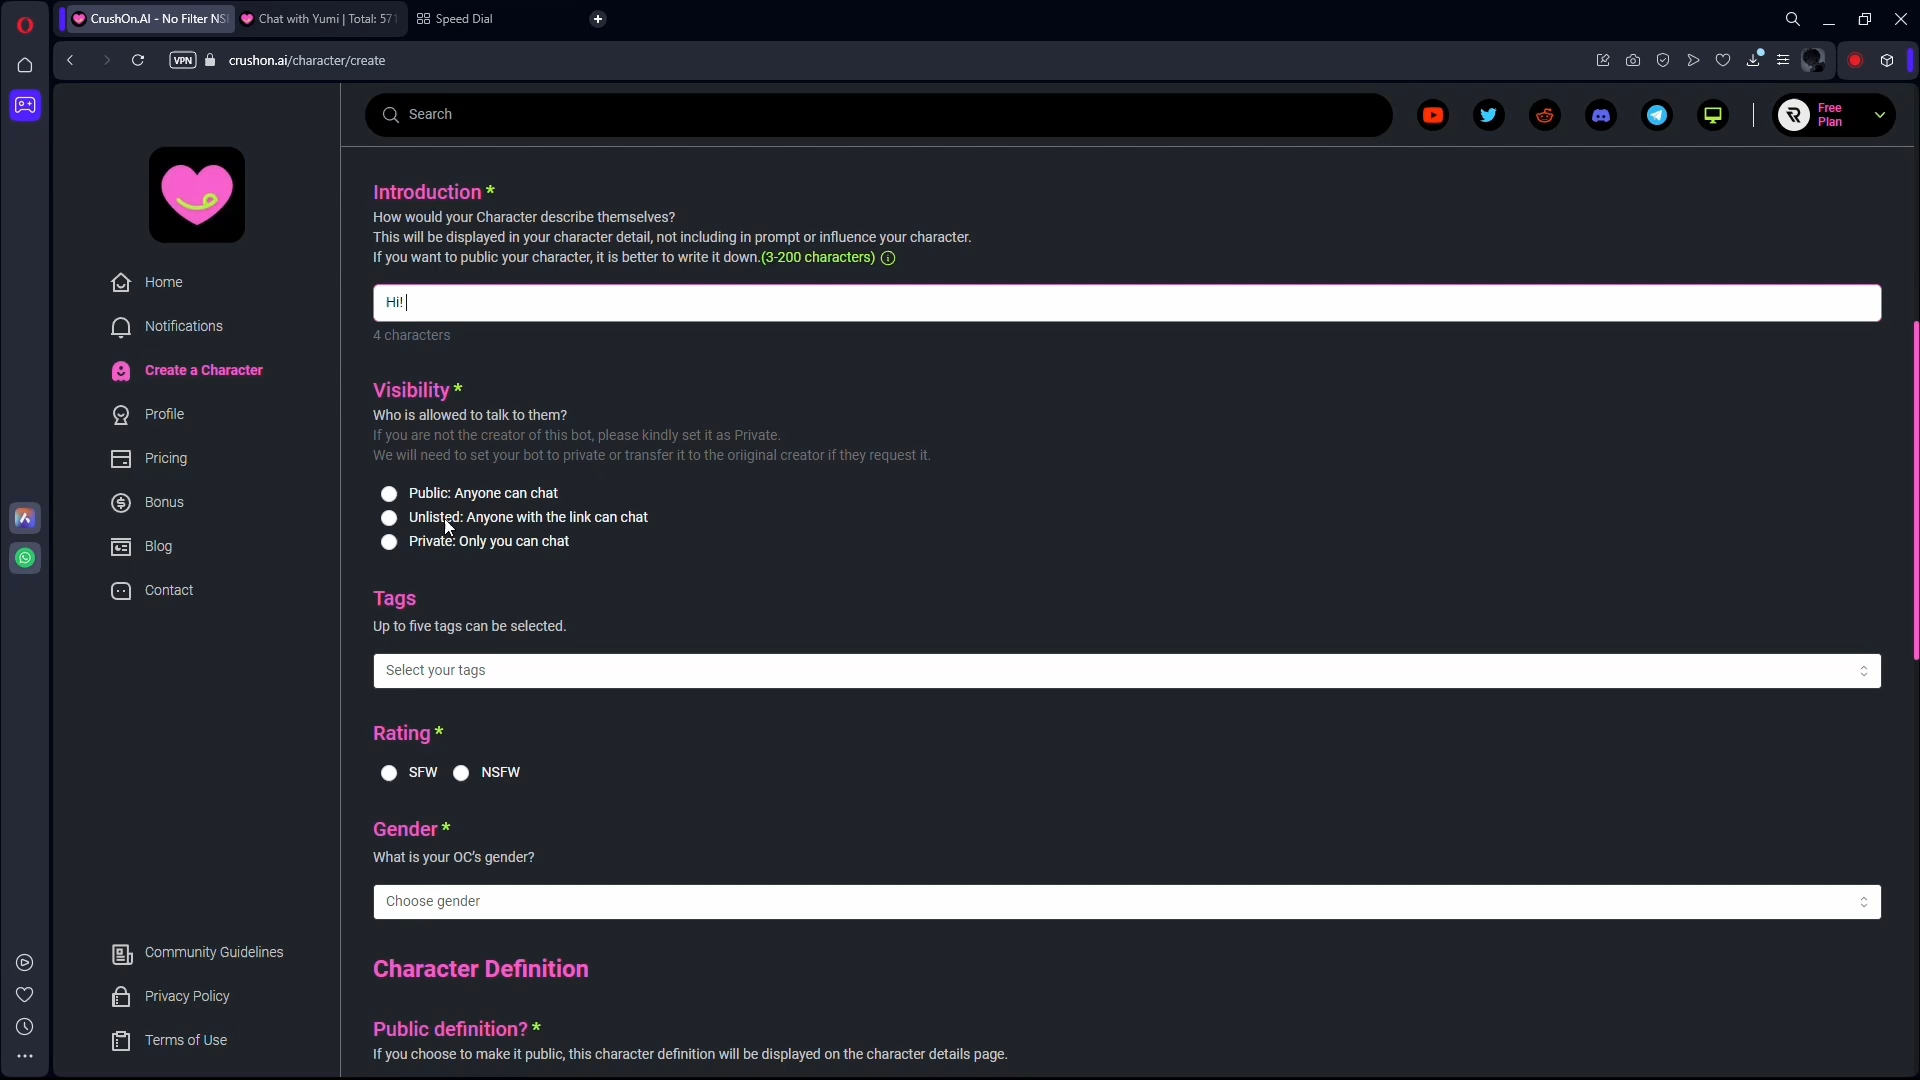 CrushOn.AI - No Filter NS
Chat with Yumi | Total: 571
Speed Dial
VPN
crushon.ai/character/create
Search
Free
Plan
Home
Notifications
Create a Character
Profile
Pricing
Bonus
Blog
Contact
Community Guidelines
Privacy Policy
Terms of Use
Introduction *
How would your Character describe themselves?
This will be displayed in your character detail, not including in prompt or influence your character.
If you want to public your character, it is better to write it down.(3-200 characters)
Hi!
4 characters
Visibility *
Who is allowed to talk to them?
If you are not the creator of this bot, please kindly set it as Private.
We will need to set your bot to private or transfer it to the oriiginal creator if they request it.
Public: Anyone can chat
Unlisted: Anyone with the link can chat
Private: Only you can chat
Tags
Up to five tags can be selected.
Select your tags
Rating *
SFW NSFW
Gender *
What is your OC's gender?
Choose gender
Character Definition
Public definition? *
If you choose to make it public, this character definition will be displayed on the character details page.